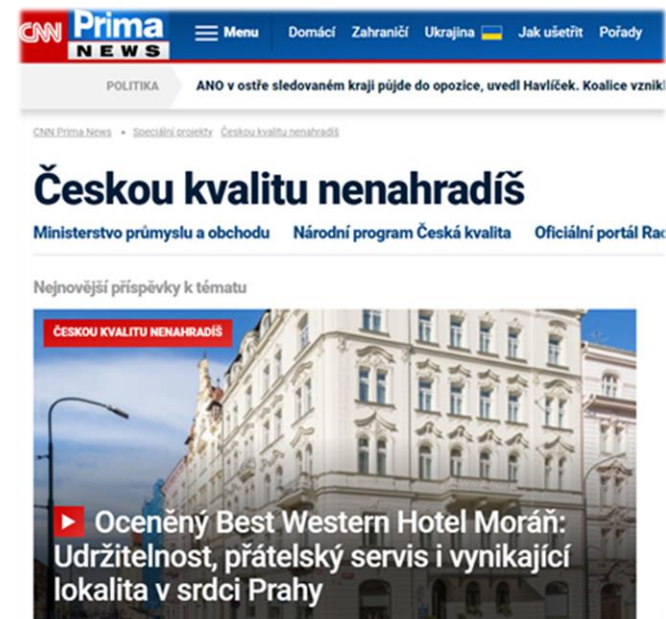 CNN Prima NEWS
Menu Domácí Zahraničí Ukrajina Jak ušetřit Pořady
POLITIKA ANO v ostře sledovaném kraji půjde do opozice, uvedl Havlíček. Koalice vznik
CNN Prima News • Speciální projekty Českou kvalitu nenahradíš
Českou kvalitu nenahradíš
Ministerstvo průmyslu a obchodu Národní program Česká kvalita Oficiální portál Rad
Nejnovější příspěvky k tématu
ČESKOU KVALITU NENAHRADÍŠ
Oceněný Best Western Hotel Moráň:
Udržitelnost, přátelský servis i vynikající
lokalita v srdci Prahy